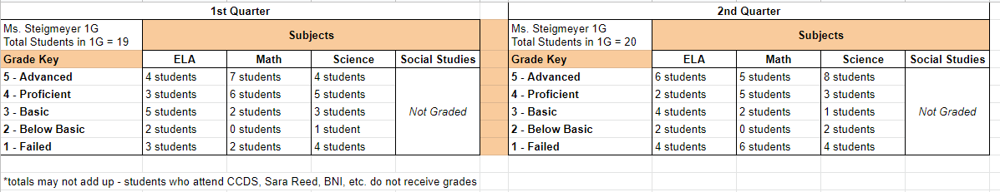 1st Quarter 2nd Quarter
Ms. Steigmeyer 1G Subjects Ms. Steigmeyer 1G Subjects
Total Students in 1G = 19 Total Students in 1G = 20
Grade Key ELA Math Science Social Studies Grade Key ELA Math Science Social Studies
5 - Advanced 4 students 7 students 4 students 5 - Advanced 6 students 5 students 8 students
4 - Proficient 3 students 6 students 5 students 4 - Proficient 2 students 5 students 3 students
3 - Basic 5 students 2 students 3 students Not Graded 3 - Basic 4 students 2 students 1 students Not Graded
2 - Below Basic 2 students 0 students 1 student 2 - Below Basic 2 students 0 students 2 students
1 - Failed 3 students 2 students 4 students 1 - Failed 4 students 6 students 4 students
*totals may not add up - students who attend CCDS, Sara Reed, BNI, etc. do not receive grades